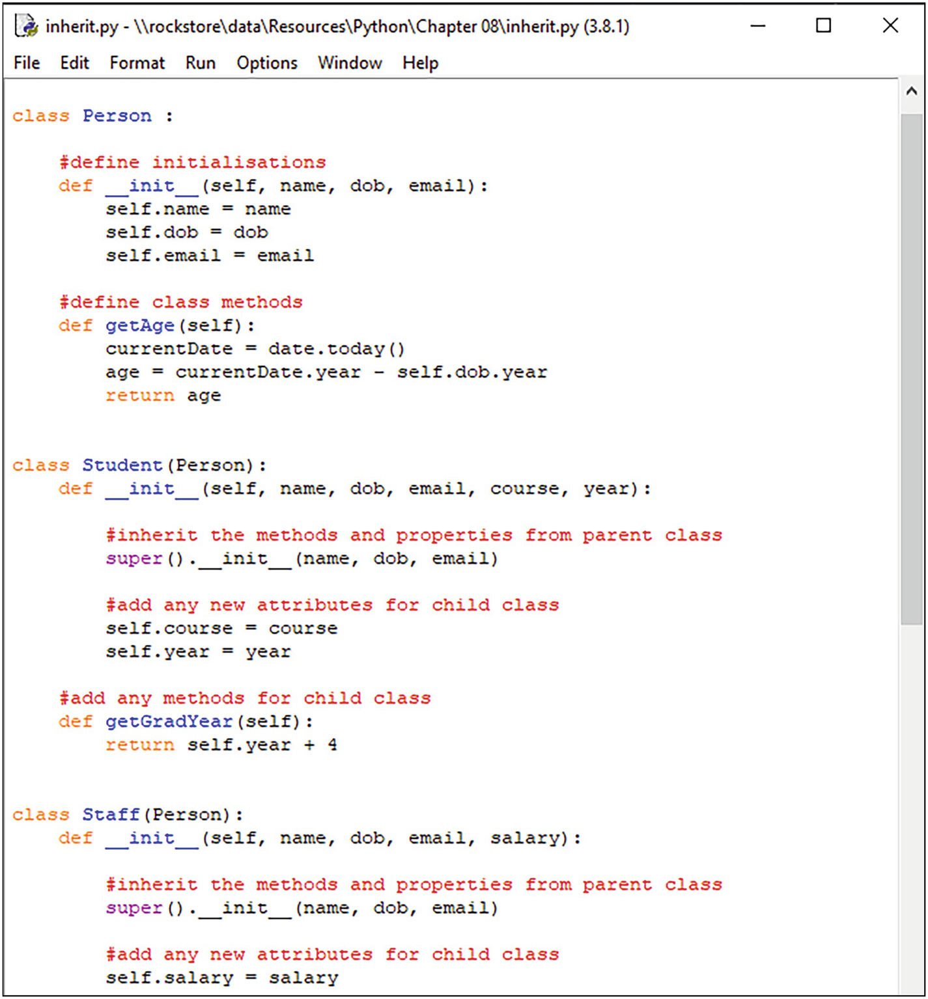 inherit.py - \\rockstore\data\Resources\Python\Chapter 08\inherit.py (3.8.1)
File Edit Format Run Options Window Help
class Person :
    #define initialisations
    def __init__(self, name, dob, email):
        self.name = name
        self.dob = dob
        self.email = email
    #define class methods
    def getAge(self):
        currentDate = date.today()
        age = currentDate.year - self.dob.year
        return age
class Student(Person):
    def __init__(self, name, dob, email, course, year):
        #inherit the methods and properties from parent class
        super().__init__(name, dob, email)
        #add any new attributes for child class
        self.course = course
        self.year = year
    #add any methods for child class
    def getGradYear(self):
        return self.year + 4
class Staff(Person):
    def __init__(self, name, dob, email, salary):
        #inherit the methods and properties from parent class
        super().__init__(name, dob, email)
        #add any new attributes for child class
        self.salary = salary